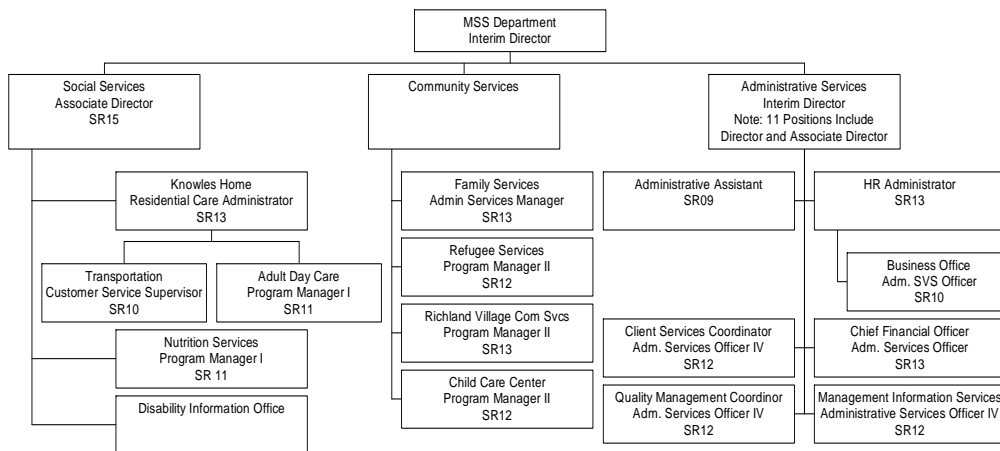 MSS Department
Interim Director
Social Services
Associate Director
SR15
Community Services
Administrative Services
Interim Director
Note: 11 Positions Include
Director and Associate Director
Knowles Home
Residential Care Administrator
SR13
Transportation
Customer Service Supervisor
SR10
Adult Day Care
Program Manager I
SR11
Nutrition Services
Program Manager I
SR 11
Disability Information Office
Family Services
Admin Services Manager
SR13
Refugee Services
Program Manager II
SR12
Richland Village Com Svcs
Program Manager II
SR13
Child Care Center
Program Manager II
SR12
Administrative Assistant
SR09
HR Administrator
SR13
Business Office
Adm. SVS Officer
SR10
Client Services Coordinator
Adm. Services Officer IV
SR12
Chief Financial Officer
Adm. Services Officer
SR13
Quality Management Coordinor
Adm. Services Officer IV
SR12
Management Information Services
Administrative Services Officer IV
SR12